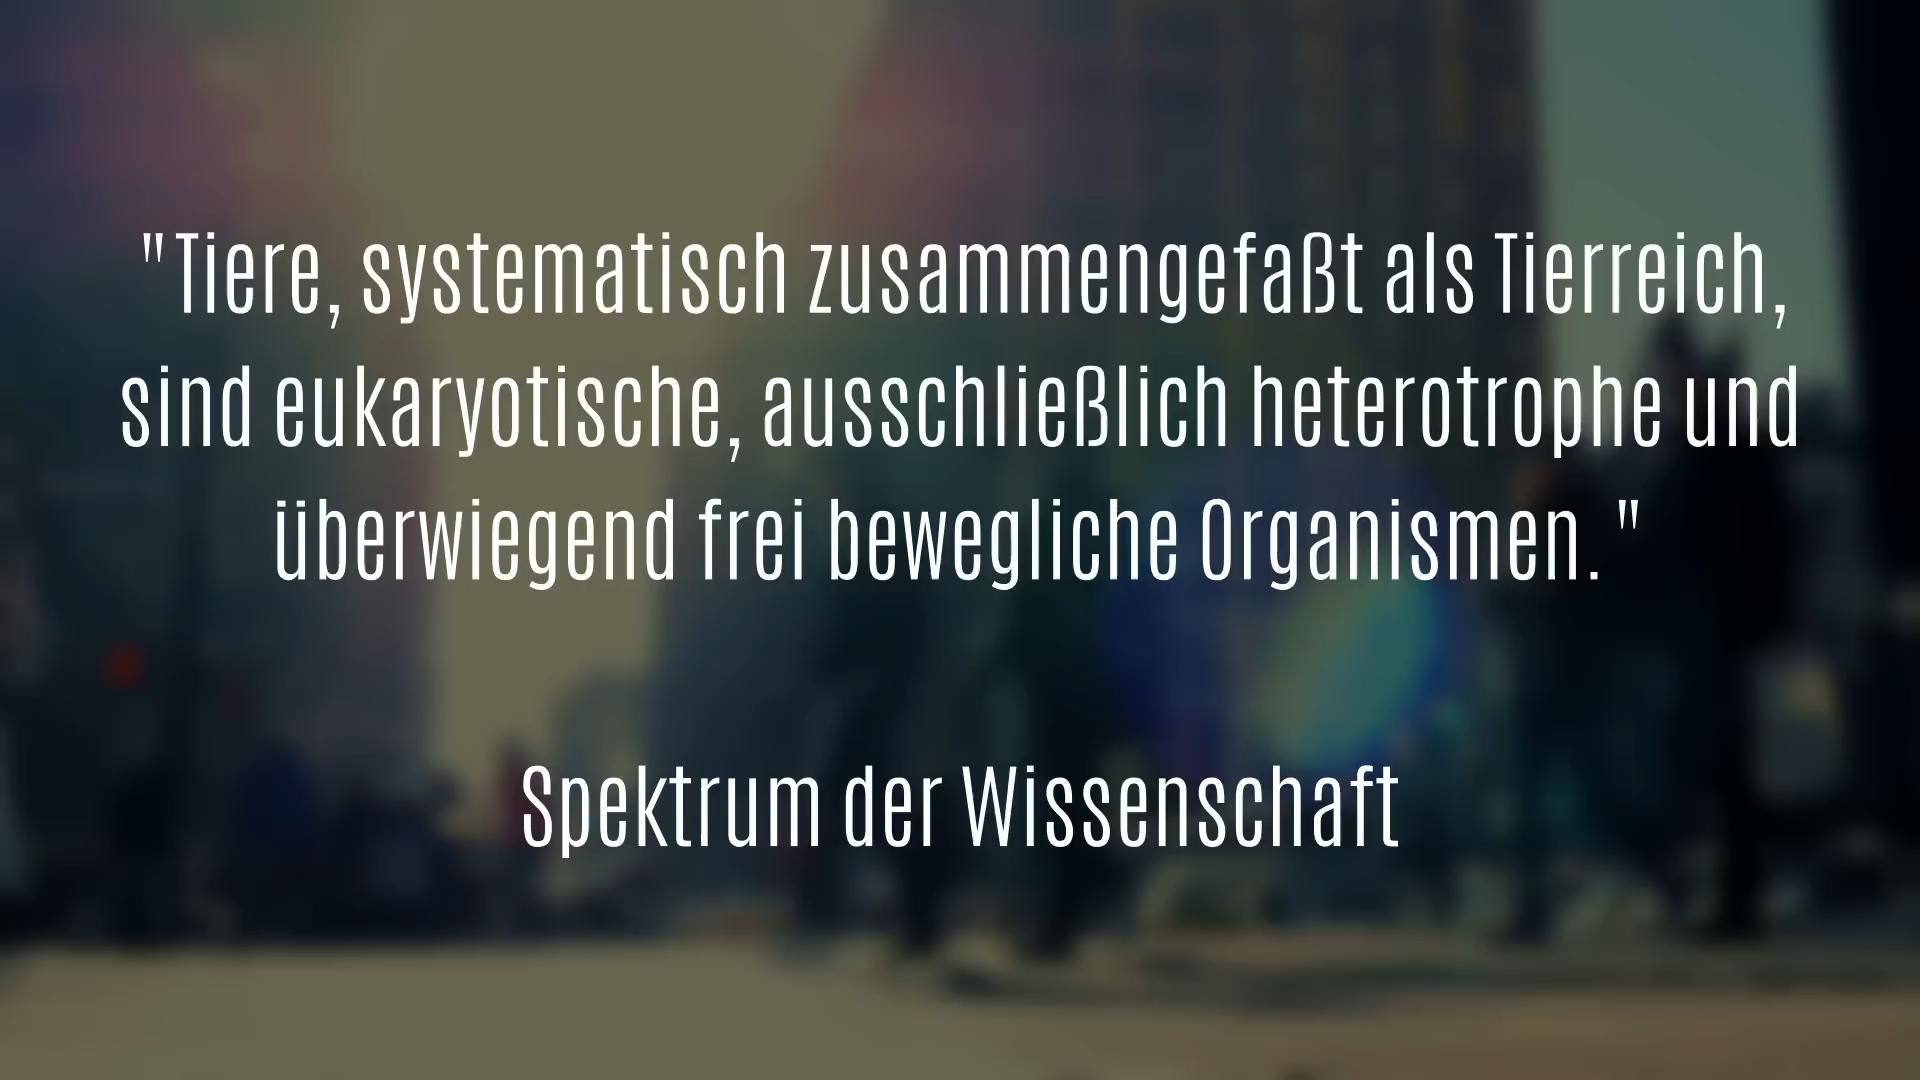 "Tiere, systematisch zusammengefaßt als Tierreich,
sind eukaryotische, ausschließlich heterotrophe und
überwiegend frei bewegliche Organismen."
Spektrum der Wissenschaft